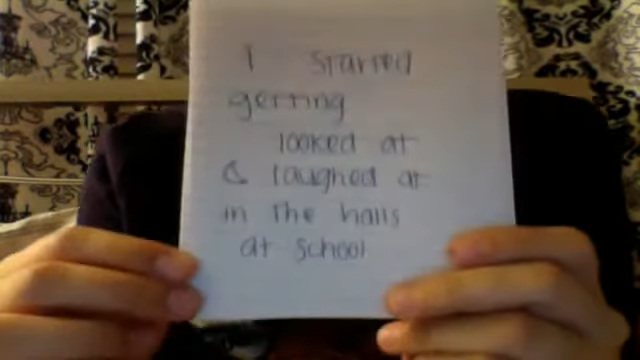 I started
getting
looked at
& laughed at
in the halls
at school